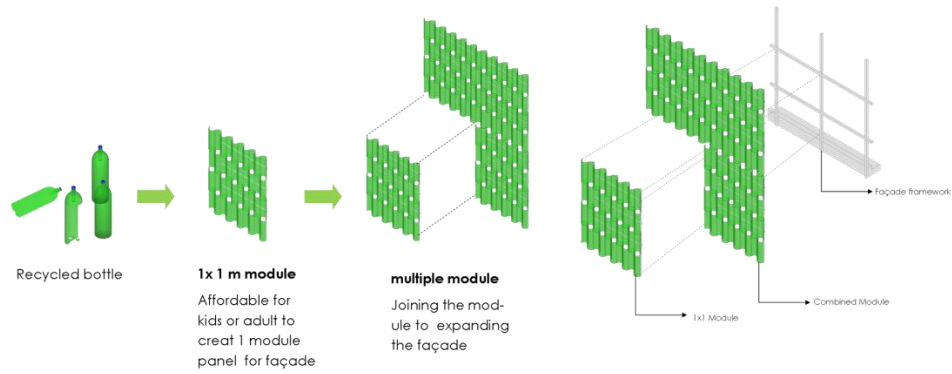 Recycled bottle
1x 1 m module
Affordable for
kids or adult to
creat 1 module
panel for façade
multiple module
Joining the mod-
ule to expanding
the façade
Façade framework
Combined Module
1x1 Module